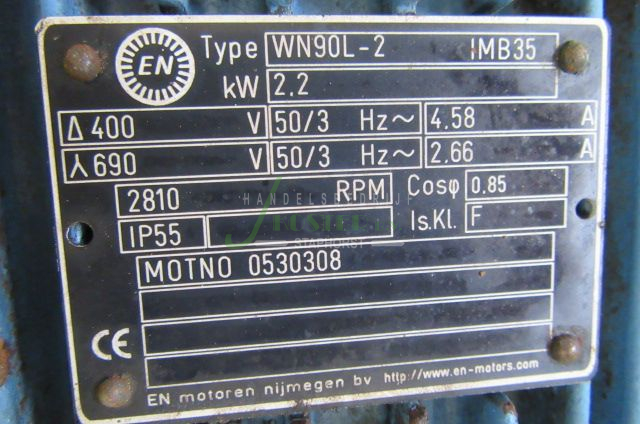 EN Type WN90L-2 IMB35
kW 2.2
Δ 400 V 50/3 Hz~ 4.58 A
⅄ 690 V 50/3 Hz~ 2.66 A
2810 RPM Cosφ 0.85
HANDELSBEDRIJF
IP55 Is.Kl. F
STAPHORST
MOTNO 0530308
CE
EN motoren nijmegen bv http://www.en-motors.com